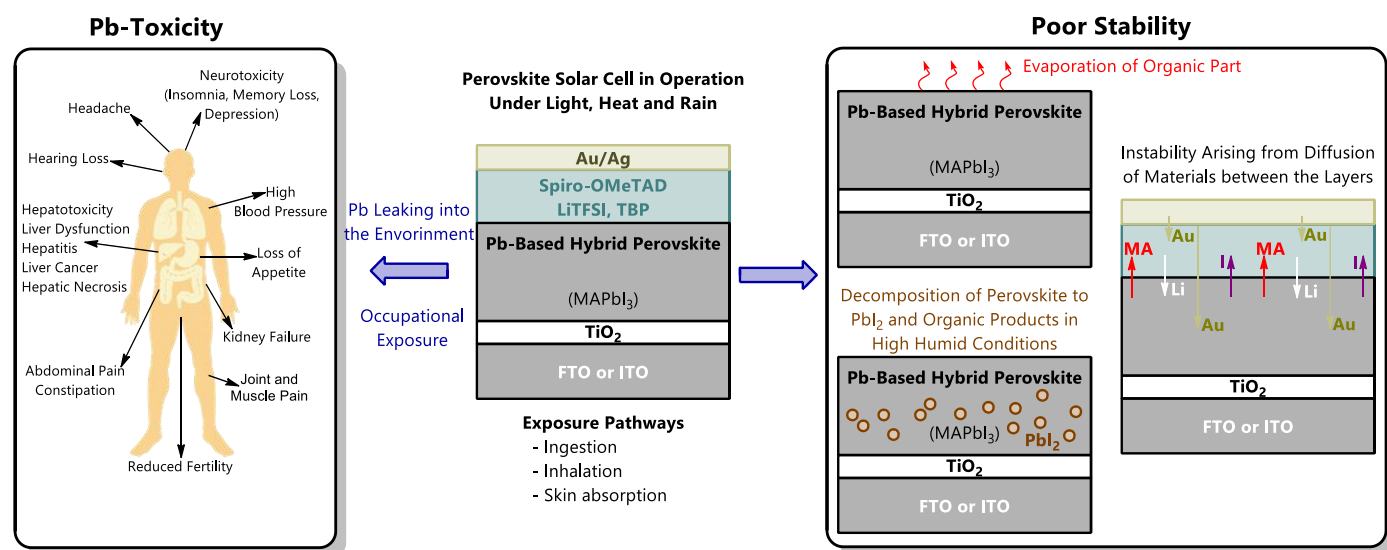 Pb-Toxicity
Neurotoxicity
(Insomnia, Memory Loss,
Depression)
Headache
Hearing Loss
High
Blood Pressure
Hepatotoxicity
Liver Dysfunction
Hepatitis
Liver Cancer
Hepatic Necrosis
Loss of
Appetite
Kidney Failure
Abdominal Pain
Constipation
Joint and
Muscle Pain
Reduced Fertility
Perovskite Solar Cell in Operation
Under Light, Heat and Rain
Au/Ag
Spiro-OMeTAD
LiTFSI, TBP
Pb-Based Hybrid Perovskite
(MAPbI₃)
TiO₂
FTO or ITO
Pb Leaking into
the Envorinment
Occupational
Exposure
Exposure Pathways
- Ingestion
- Inhalation
- Skin absorption
Poor Stability
Evaporation of Organic Part
Pb-Based Hybrid Perovskite
(MAPbI₃)
TiO₂
FTO or ITO
Decomposition of Perovskite to
PbI₂ and Organic Products in
High Humid Conditions
Pb-Based Hybrid Perovskite
(MAPbI₃)
PbI₂
TiO₂
FTO or ITO
Instability Arising from Diffusion
of Materials between the Layers
Au
Au
MA
I
MA
I
Li
Li
Au
Au
TiO₂
FTO or ITO